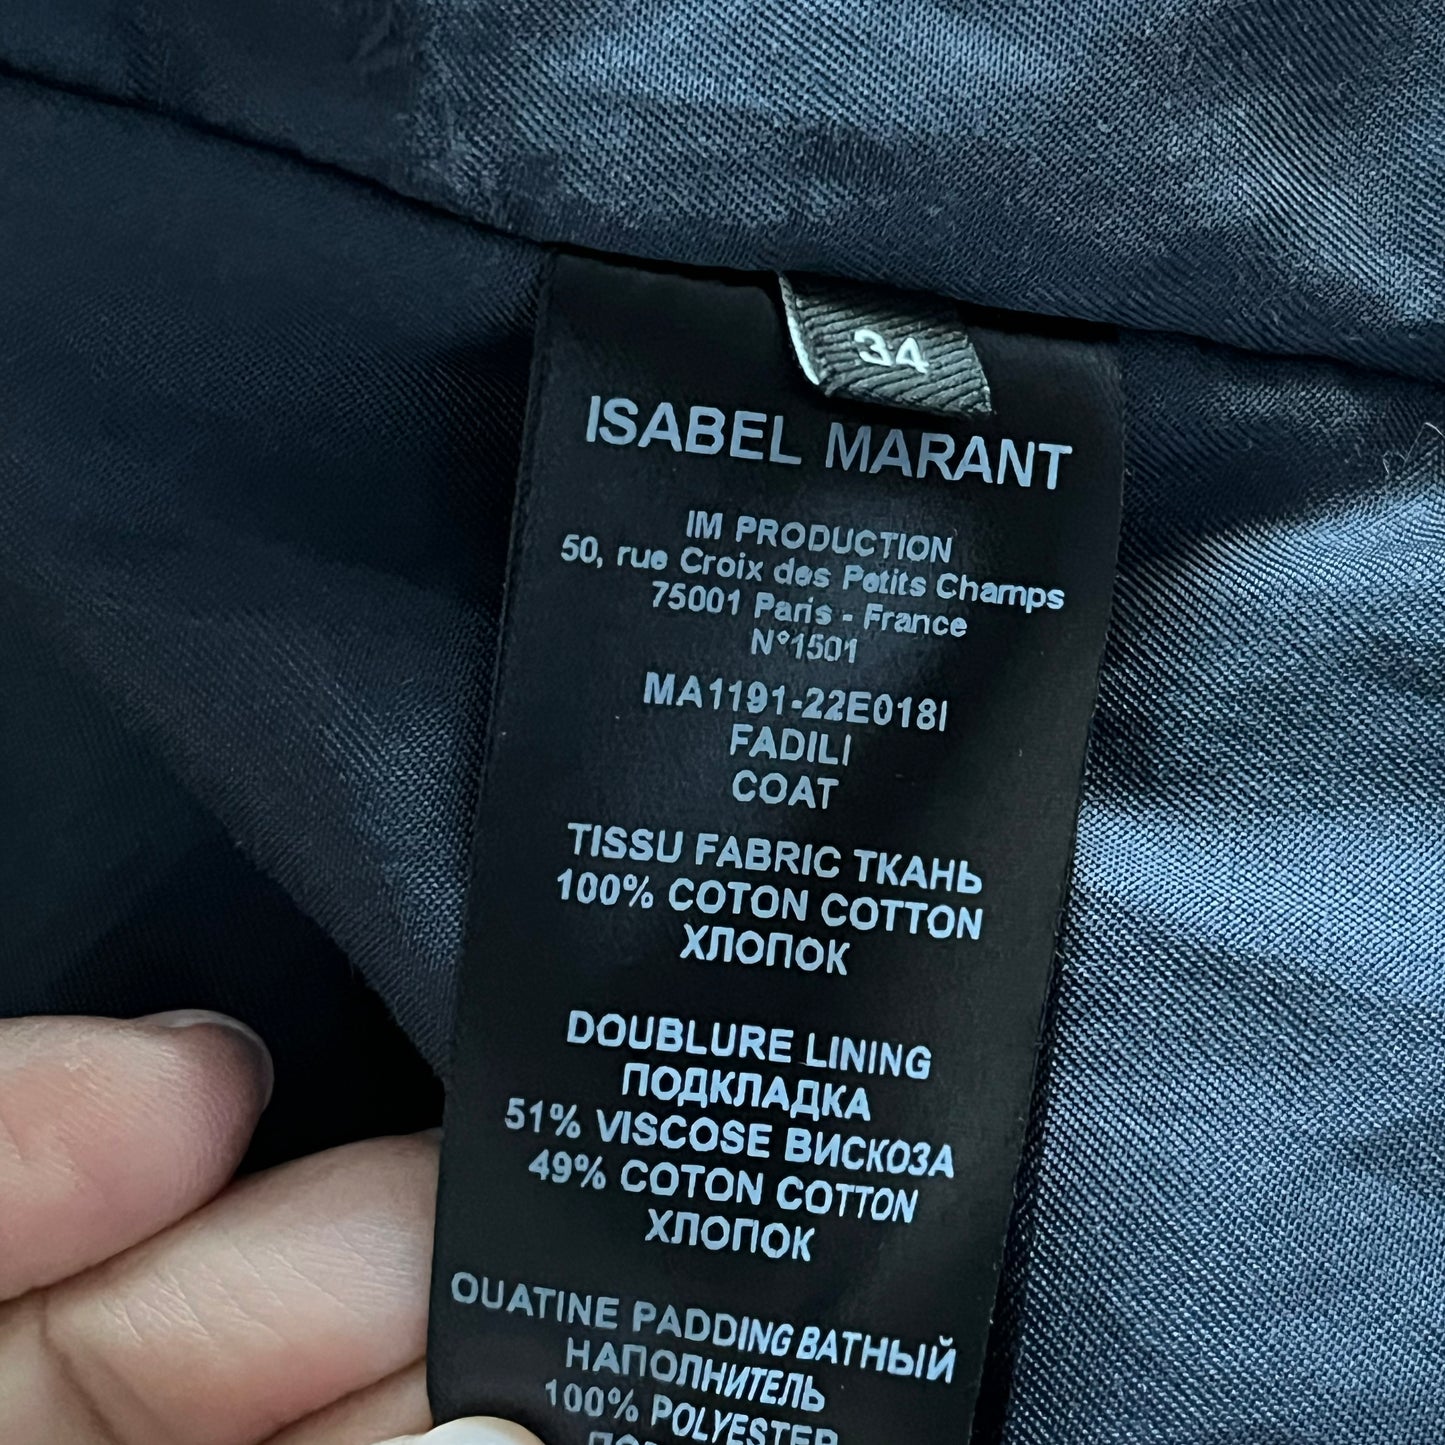 34
ISABEL MARANT
IM PRODUCTION
50, rue Croix des Petits Champs
75001 Paris - France
N°1501
MA1191-22E018I
FADILI
COAT
TISSU FABRIC ТКАНЬ
100% COTON COTTON
ХЛОПОК
DOUBLURE LINING
ПОДКЛАДКА
51% VISCOSE ВИСКОЗА
49% COTON COTTON
ХЛОПОК
OUATINE PADDING ВАТНЫЙ
НАПОЛНИТЕЛЬ
100% POLYESTER